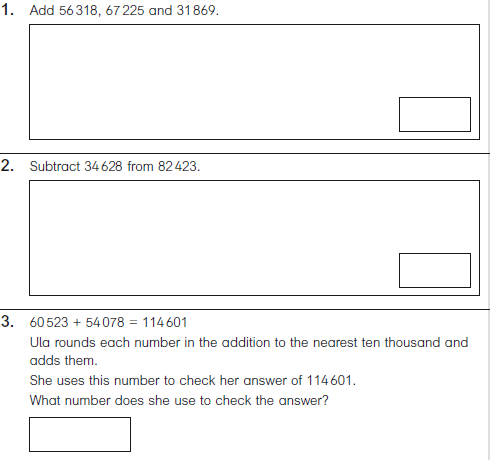 1. Add 56 318, 67 225 and 31 869.
2. Subtract 34 628 from 82 423.
3. 60 523 + 54 078 = 114 601
Ula rounds each number in the addition to the nearest ten thousand and
adds them.
She uses this number to check her answer of 114 601.
What number does she use to check the answer?